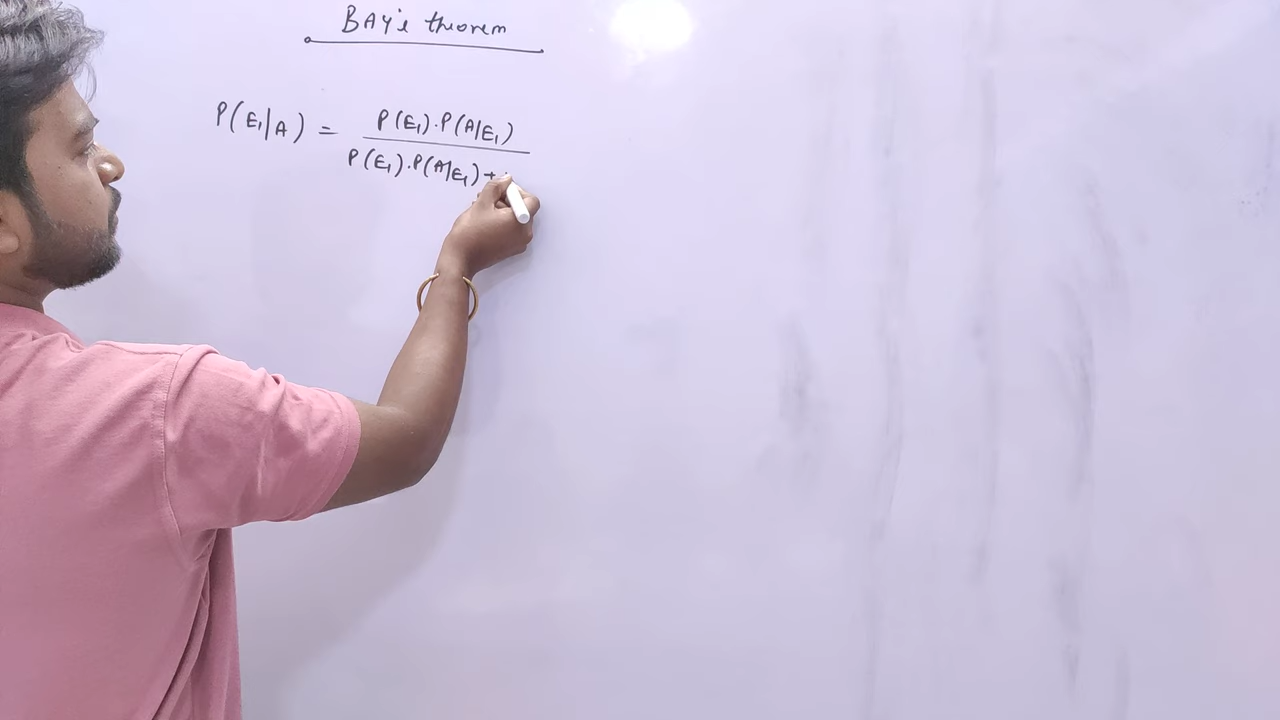 BAY's theorem
P(E₁|A) = P(E₁).P(A|E₁)
P(E₁).P(A|E₁)+